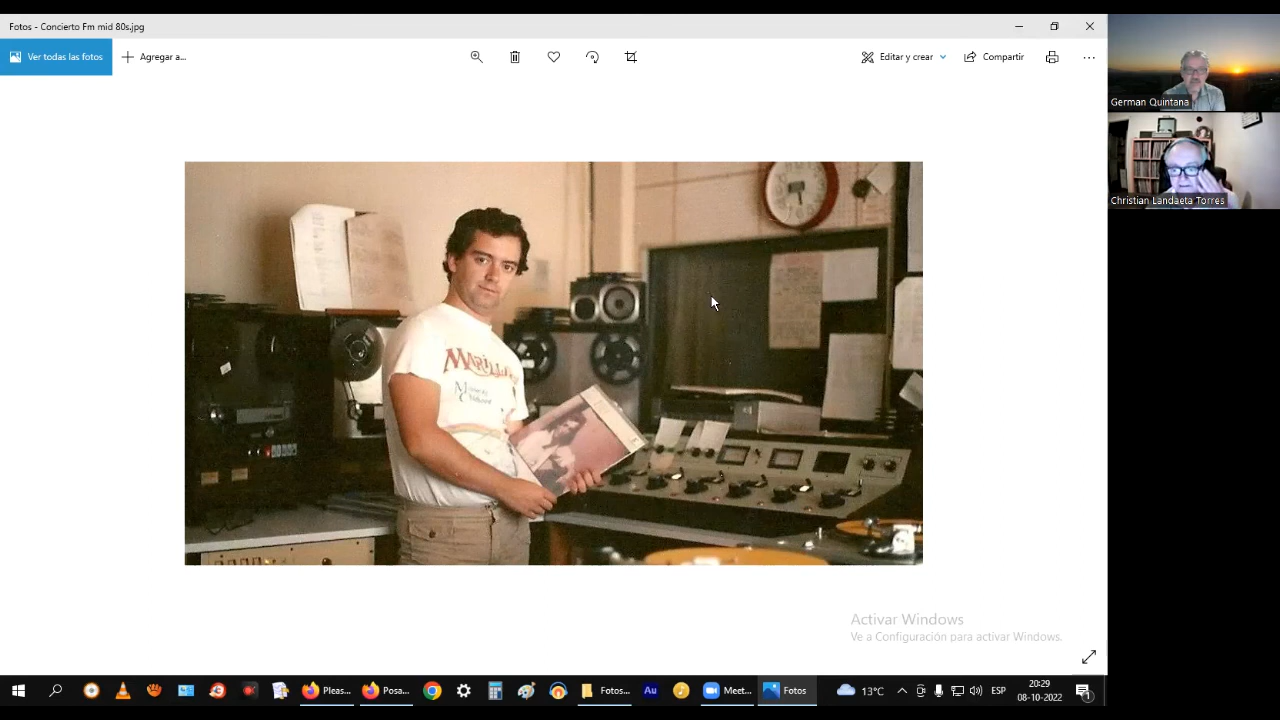 Fotos - Concierto Fm mid 80s.jpg
Ver todas las fotos
Agregar a...
Editar y crear
Compartir
German Quintana
Christian Landaeta Torres
Activar Windows
Ve a Configuración para activar Windows.
Pleas...
Posa...
Fotos...
Au
Meet...
Fotos
13°C
ESP
20:29
08-10-2022
1